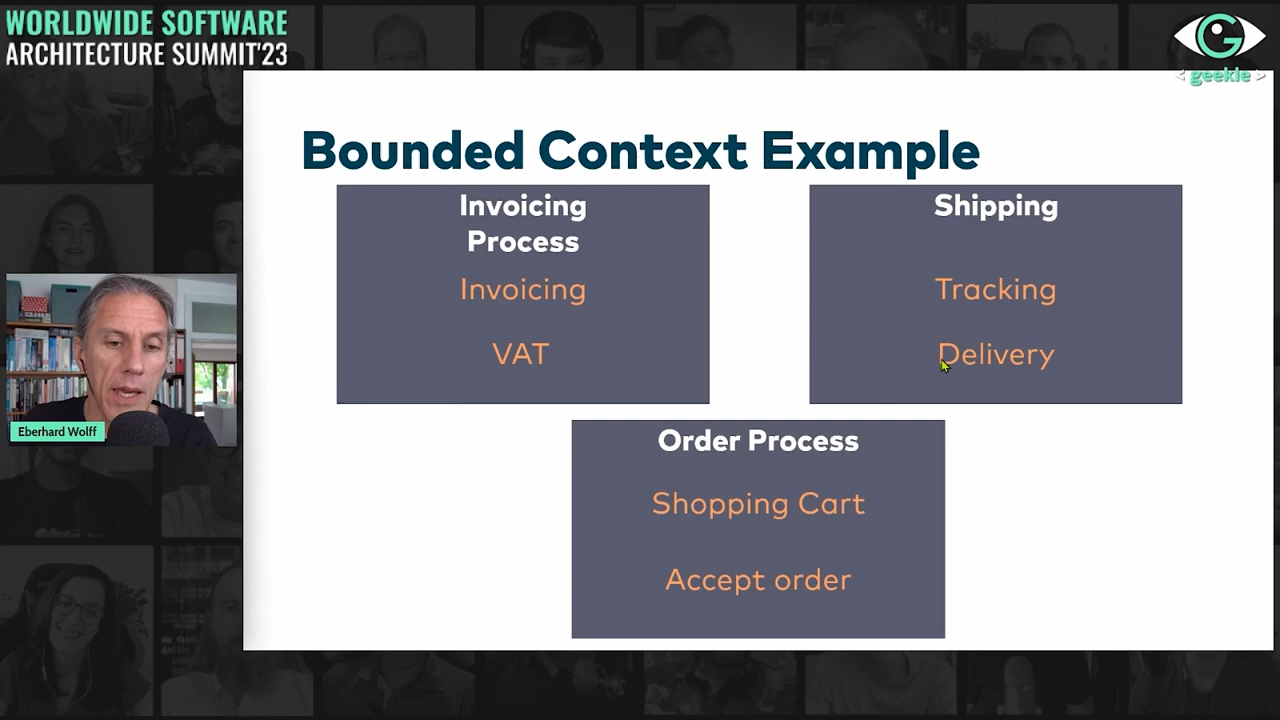 WORLDWIDE SOFTWARE
ARCHITECTURE SUMMIT'23
< geekle >
Bounded Context Example
Invoicing
Process
Invoicing
VAT
Shipping
Tracking
Delivery
Order Process
Shopping Cart
Accept order
Eberhard Wolff